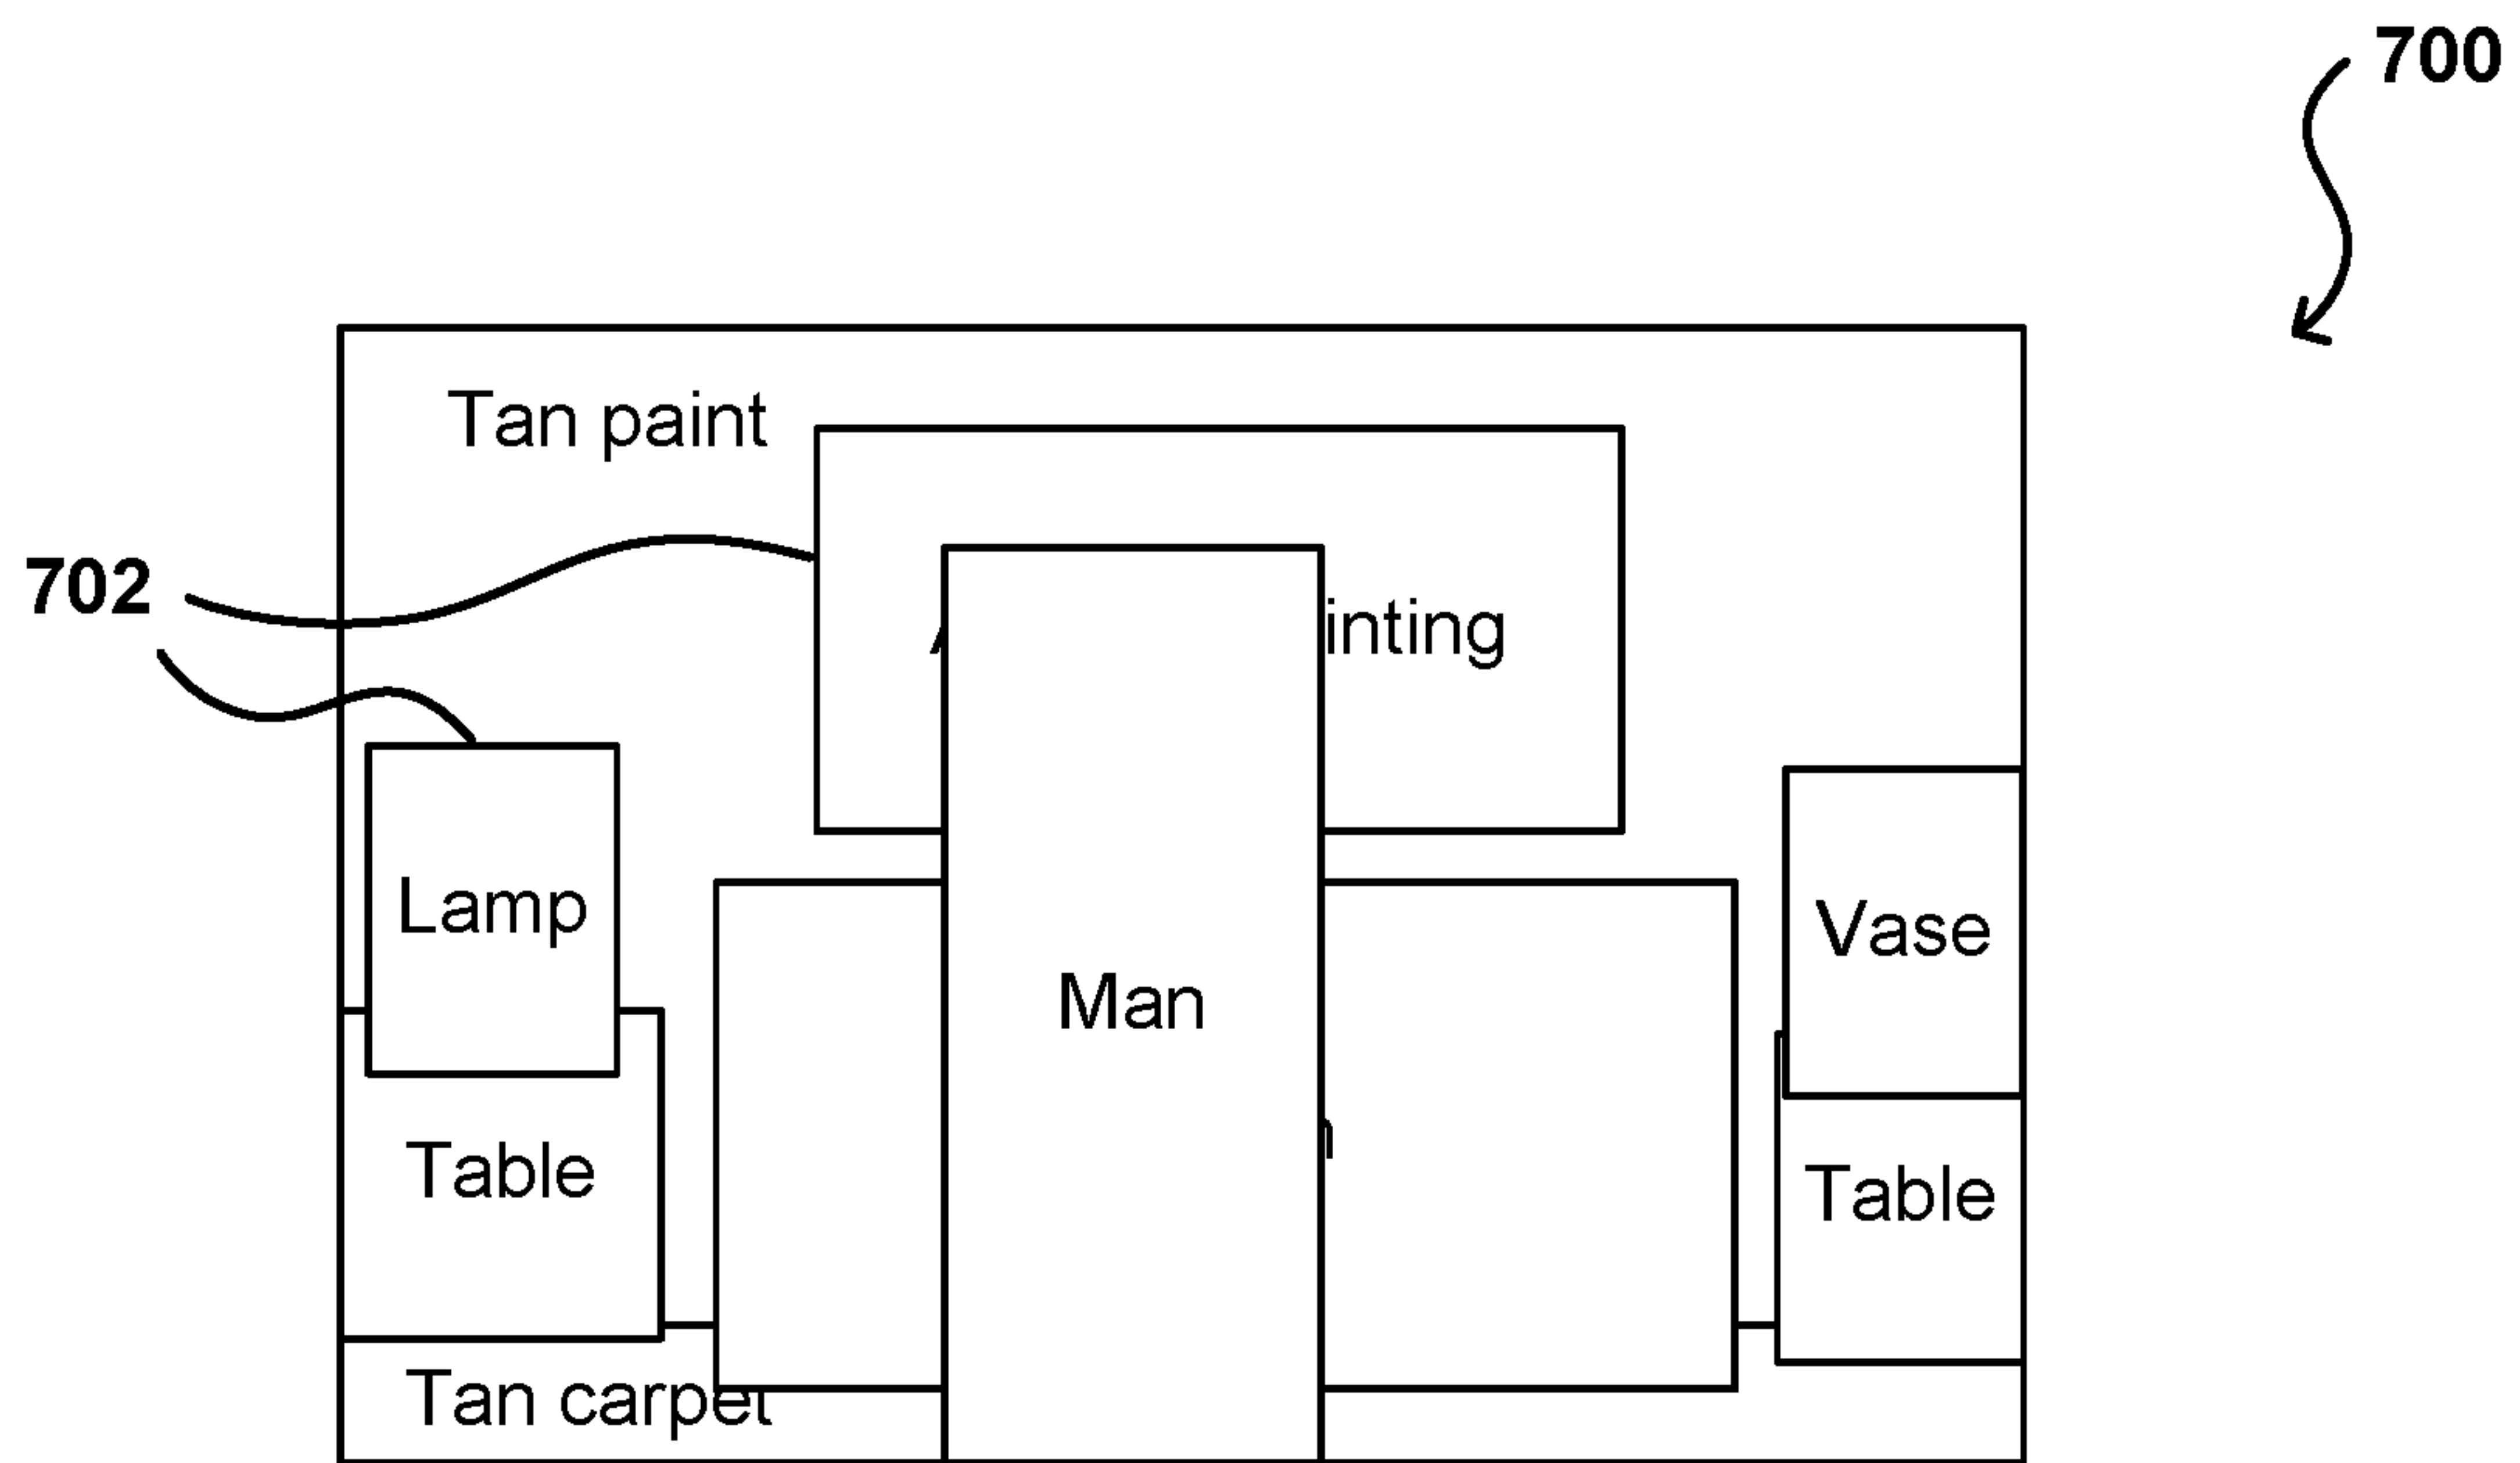 700
Tan paint
702
inting
Lamp
Vase
Man
Table
Table
Tan carpet